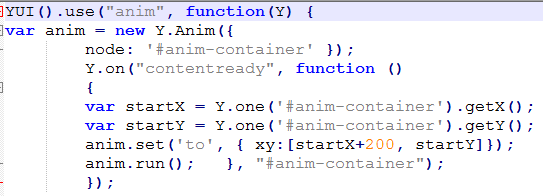 YUI().use("anim", function(Y) {
var anim = new Y.Anim({
node: '#anim-container' });
Y.on("contentready", function ()
{
var startX = Y.one('#anim-container').getX();
var startY = Y.one('#anim-container').getY();
anim.set('to', { xy:[startX+200, startY]});
anim.run();   }, "#anim-container");
});